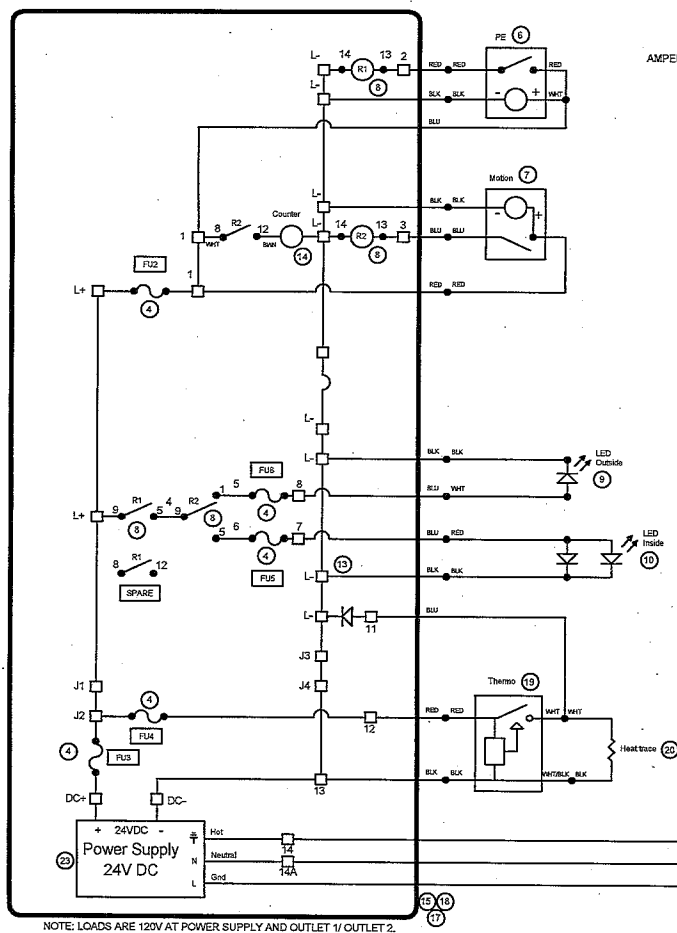 PE 6
AMPE
L- 14 13 2 RED RED RED
R1
8
L- BLK BLK - + WHT
BLU
Motion 7
L- BLK BLK - +
Counter
L- 14 13 3 BLU BLU
1 8 R2 12 R2
WHT BWN
14 8
FU2
1
L+ RED RED
4
L-
L- BLK BLK
LED
Outside
9
FU6
1 5 8 BLU WHT
R1 4 R2
L+ 9 5 9 8 4
8
5 6 7 BLU RED
LED
Inside
10
4
R1
8 12
SPARE
FU5
13
L- BLK BLK
L- 11 BLU
J3
J1 J4
Thermo 19
4
J2 12 RED RED WHT WHT
FU4
4 FU3
Heat trace 20
13 BLK BLK WHT/BLK BLK
DC+ DC-
+ 24VDC -
Power Supply
24V DC
23
Hot 14
N Neutral 14A
L Gnd
15 18
17
NOTE: LOADS ARE 120V AT POWER SUPPLY AND OUTLET 1/ OUTLET 2.